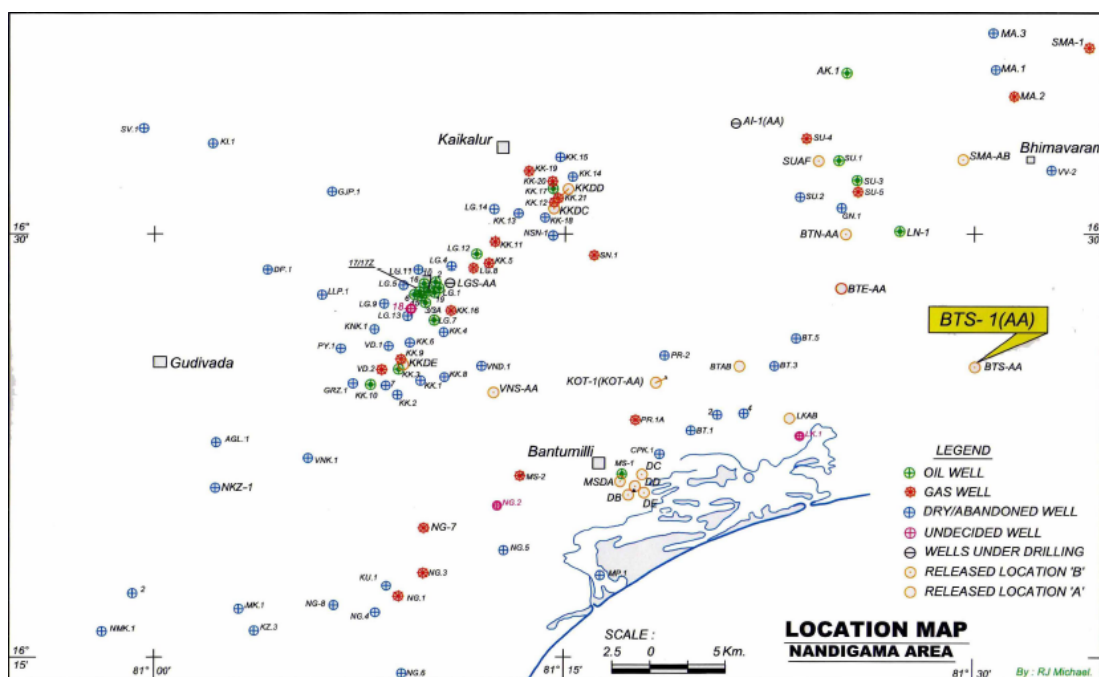 MA.3
SMA-1
AK.1
MA.1
MA.2
AI-1(AA)
SV.1
KI.1
Kaikalur
SU-4
Bhimavaram
KK.15
SUAF
SU.1
SMA-AB
KK-19
KK.14
VV-2
KK-20
SU-3
GJP.1
KK.17
KKDD
SU-5
KK.21
SU.2
KK.12
LG.14
KKDC
GN.1
KK.13
KK-18
16°
30'
NSN-1
BTN-AA
LN-1
16°
30'
KK.11
LG.12
SN.1
KK.5
LG.4
LG.8
17/17Z
LG.11
DP.1
LG.5
LGS-AA
LG.1
BTE-AA
LLP.1
LG.9
19
18
3/3A
KK.16
LG.13
LG.7
BTS- 1(AA)
KNK.1
KK.4
BT.5
VD.1
KK.6
PY.1
KK.9
PR-2
Gudivada
KKDE
VND.1
BTAB
BT.3
BTS-AA
VD.2
KK.3
KK.8
KOT-1(KOT-AA)
GRZ.1
7
KK.1
KK.10
KK.2
VNS-AA
2
4
LKAB
PR.1A
BT.1
LK.1
AGL.1
Bantumilli
CPK.1
VNK.1
MS-1
DC
NKZ-1
MS-2
MSDA
DD
DB
DE
NG.2
NG-7
NG.5
NG.3
MP.1
KU.1
2
NG.1
MK.1
NG-8
NG.4
NMK.1
KZ.3
NG.6
LEGEND
OIL WELL
GAS WELL
DRY/ABANDONED WELL
UNDECIDED WELL
WELLS UNDER DRILLING
RELEASED LOCATION 'B'
RELEASED LOCATION 'A'
SCALE :
2.5 0 5 Km.
LOCATION MAP
NANDIGAMA AREA
16°
15'
81° 00'
81° 15'
81° 30'
By : RJ Michael.